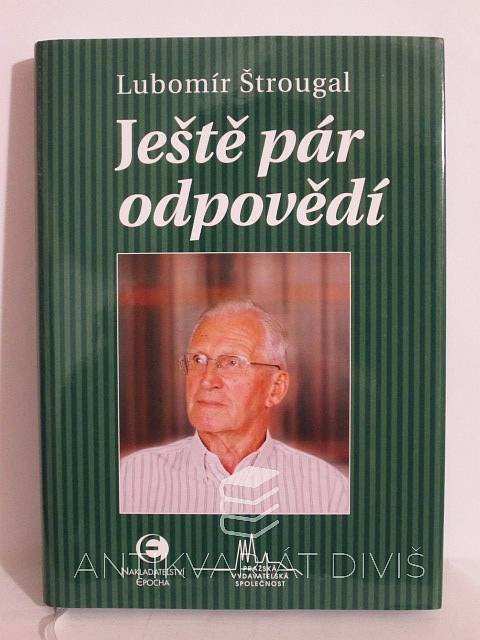 Lubomír Štrougal
Ještě pár
odpovědí
ANTIKVARIÁT DIVIŠ
NAKLADATELSTVÍ
EPOCHA
PRAŽSKÁ
VYDAVATELSKÁ
SPOLEČNOST